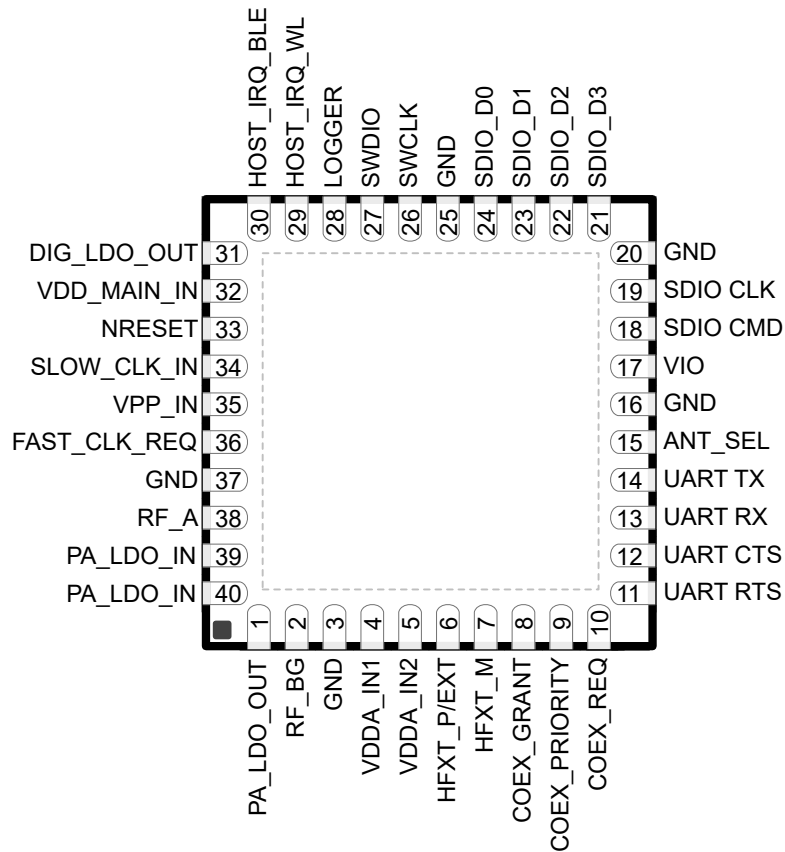 HOST_IRQ_BLE
HOST_IRQ_WL
LOGGER
SWDIO
SWCLK
GND
SDIO_D0
SDIO_D1
SDIO_D2
SDIO_D3
30
29
28
27
26
25
24
23
22
21
DIG_LDO_OUT 31
VDD_MAIN_IN 32
NRESET 33
SLOW_CLK_IN 34
VPP_IN 35
FAST_CLK_REQ 36
GND 37
RF_A 38
PA_LDO_IN 39
PA_LDO_IN 40
20 GND
19 SDIO CLK
18 SDIO CMD
17 VIO
16 GND
15 ANT_SEL
14 UART TX
13 UART RX
12 UART CTS
11 UART RTS
1
2
3
4
5
6
7
8
9
10
PA_LDO_OUT
RF_BG
GND
VDDA_IN1
VDDA_IN2
HFXT_P/EXT
HFXT_M
COEX_GRANT
COEX_PRIORITY
COEX_REQ